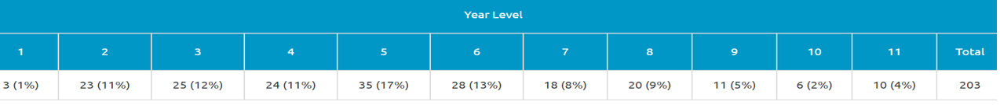 Year Level
1 2 3 4 5 6 7 8 9 10 11 Total
3 (1%) 23 (11%) 25 (12%) 24 (11%) 35 (17%) 28 (13%) 18 (8%) 20 (9%) 11 (5%) 6 (2%) 10 (4%) 203